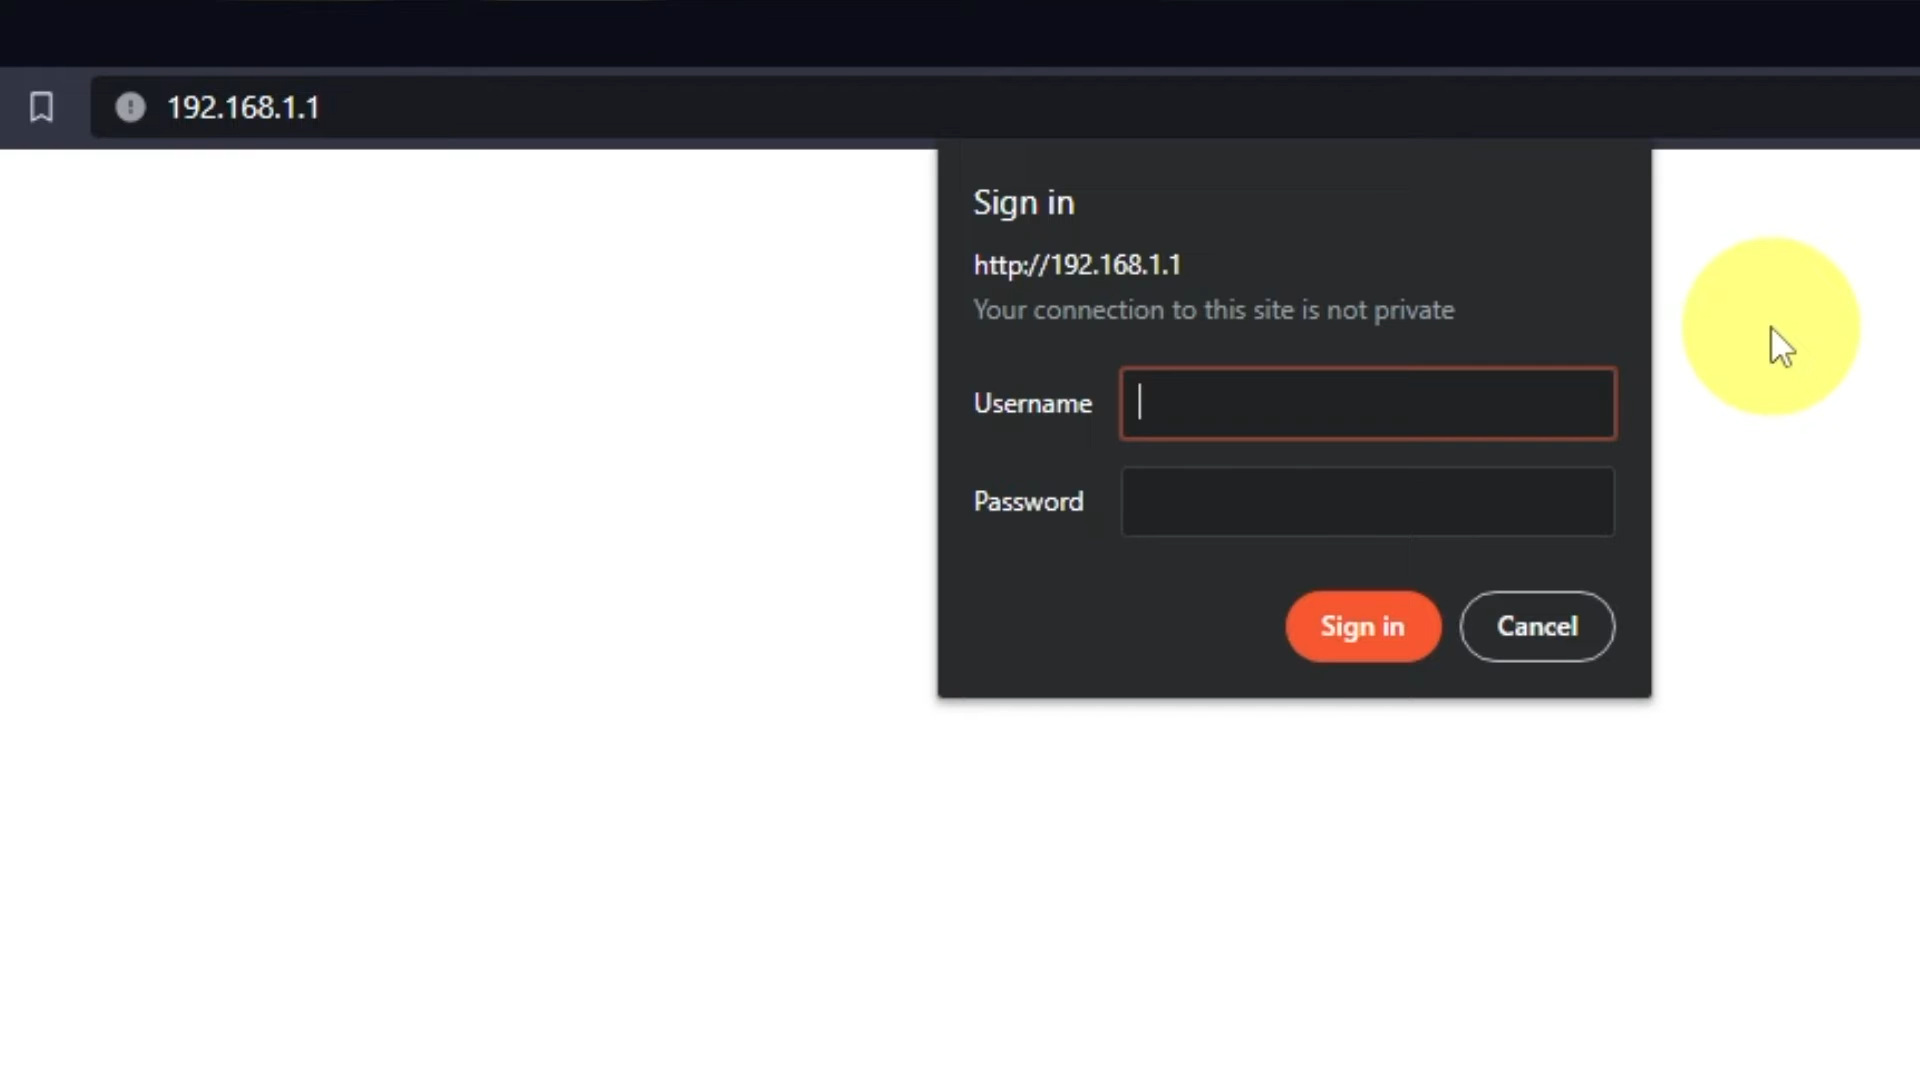 192.168.1.1
Sign in
http://192.168.1.1
Your connection to this site is not private
Username
Password
Sign in
Cancel